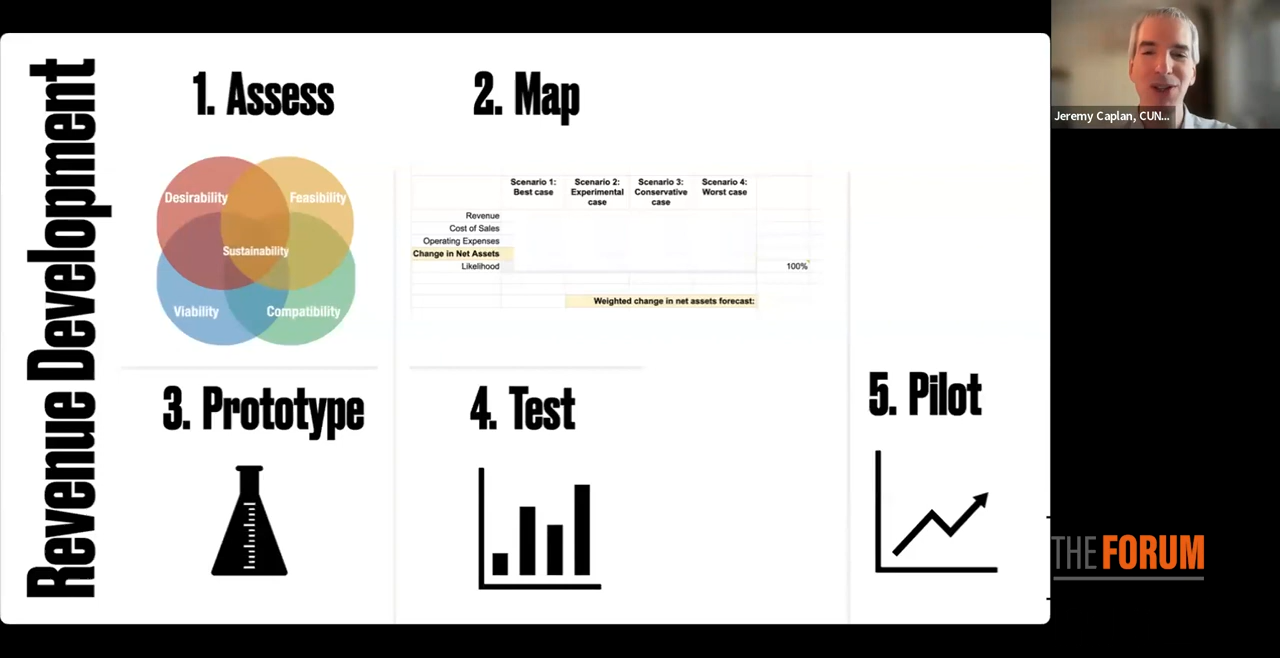 Revenue Development
1. Assess
Desirability
Feasibility
Sustainability
Viability
Compatibility
2. Map
Scenario 1: Scenario 2: Scenario 3: Scenario 4:
Best case Experimental Conservative Worst case
case case
Revenue
Cost of Sales
Operating Expenses
Change in Net Assets
Likelihood 100%
Weighted change in net assets forecast:
3. Prototype
4. Test
5. Pilot
Jeremy Caplan, CUN...
THE FORUM